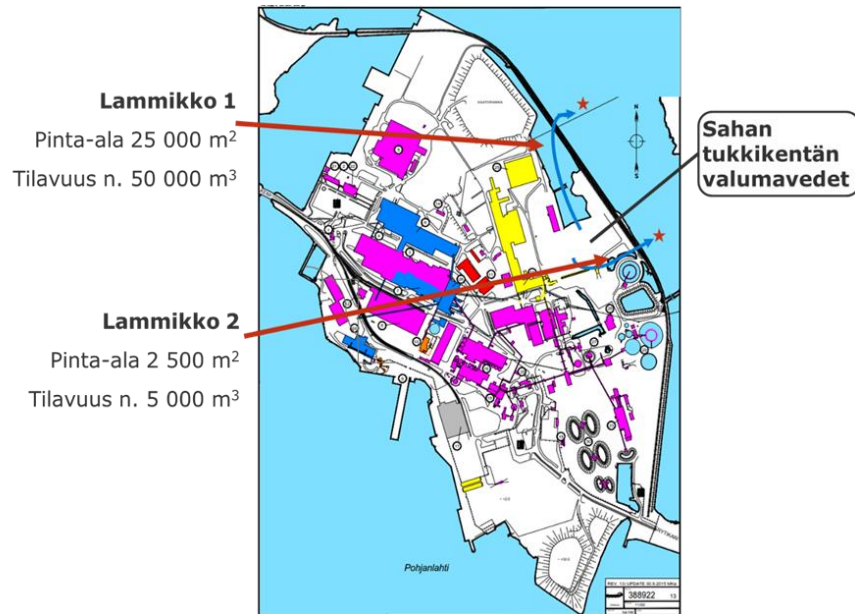 Lammikko 1
Pinta-ala 25 000 m²
Tilavuus n. 50 000 m³
Sahan
tukkikentän
valumavedet
N
S
Lammikko 2
Pinta-ala 2 500 m²
Tilavuus n. 5 000 m³
Pohjanlahti
388922
13